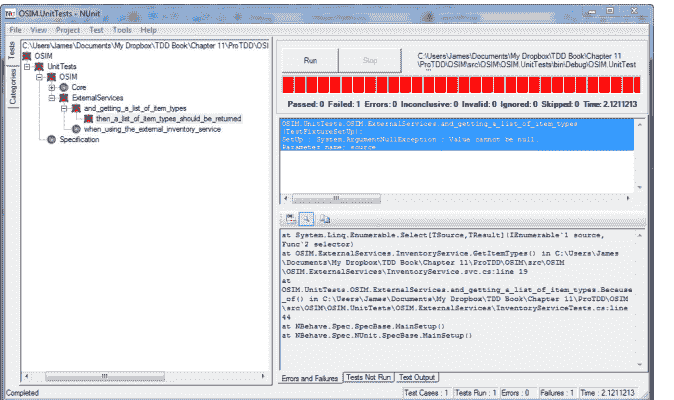 OSIM.UnitTests - NUnit
File View Project Test Tools Help
Tests
Categories
C:\Users\James\Documents\My Dropbox\TDD Book\Chapter 11\ProTDD\OSI
OSIM
UnitTests
OSIM
Core
ExternalServices
and_getting_a_list_of_item_types
then_a_list_of_item_types_should_be_returned
when_using_the_external_inventory_service
Specification
Run
Stop
C:\Users\James\Documents\My Dropbox\TDD Book\Chapter 11
\ProTDD\OSIM\src\OSIM\OSIM.UnitTests\bin\Debug\OSIM.UnitTest
Passed: 0 Failed: 1 Errors: 0 Inconclusive: 0 Invalid: 0 Ignored: 0 Skipped: 0 Time: 2.1211213
OSIM.UnitTests.OSIM.ExternalServices.and_getting_a_list_of_item_types
(TestFixtureSetUp):
SetUp : System.ArgumentNullException : Value cannot be null.
Parameter name: source
at System.Linq.Enumerable.Select[TSource,TResult](IEnumerable`1 source,
Func`2 selector)
at OSIM.ExternalServices.InventoryService.GetItemTypes() in C:\Users\James
\Documents\My Dropbox\TDD Book\Chapter 11\ProTDD\OSIM\src\OSIM
\OSIM.ExternalServices\InventoryService.svc.cs:line 19
at
OSIM.UnitTests.OSIM.ExternalServices.and_getting_a_list_of_item_types.Because
_of() in C:\Users\James\Documents\My Dropbox\TDD Book\Chapter 11\ProTDD\OSIM
\src\OSIM\OSIM.UnitTests\OSIM\ExternalServices\InventoryServiceTests.cs:line
44
at NBehave.Spec.SpecBase.MainSetup()
at NBehave.Spec.NUnit.SpecBase.MainSetup()
Errors and Failures Tests Not Run Text Output
Completed
Test Cases : 1 Tests Run : 1 Errors : 0 Failures : 1 Time : 2.1211213